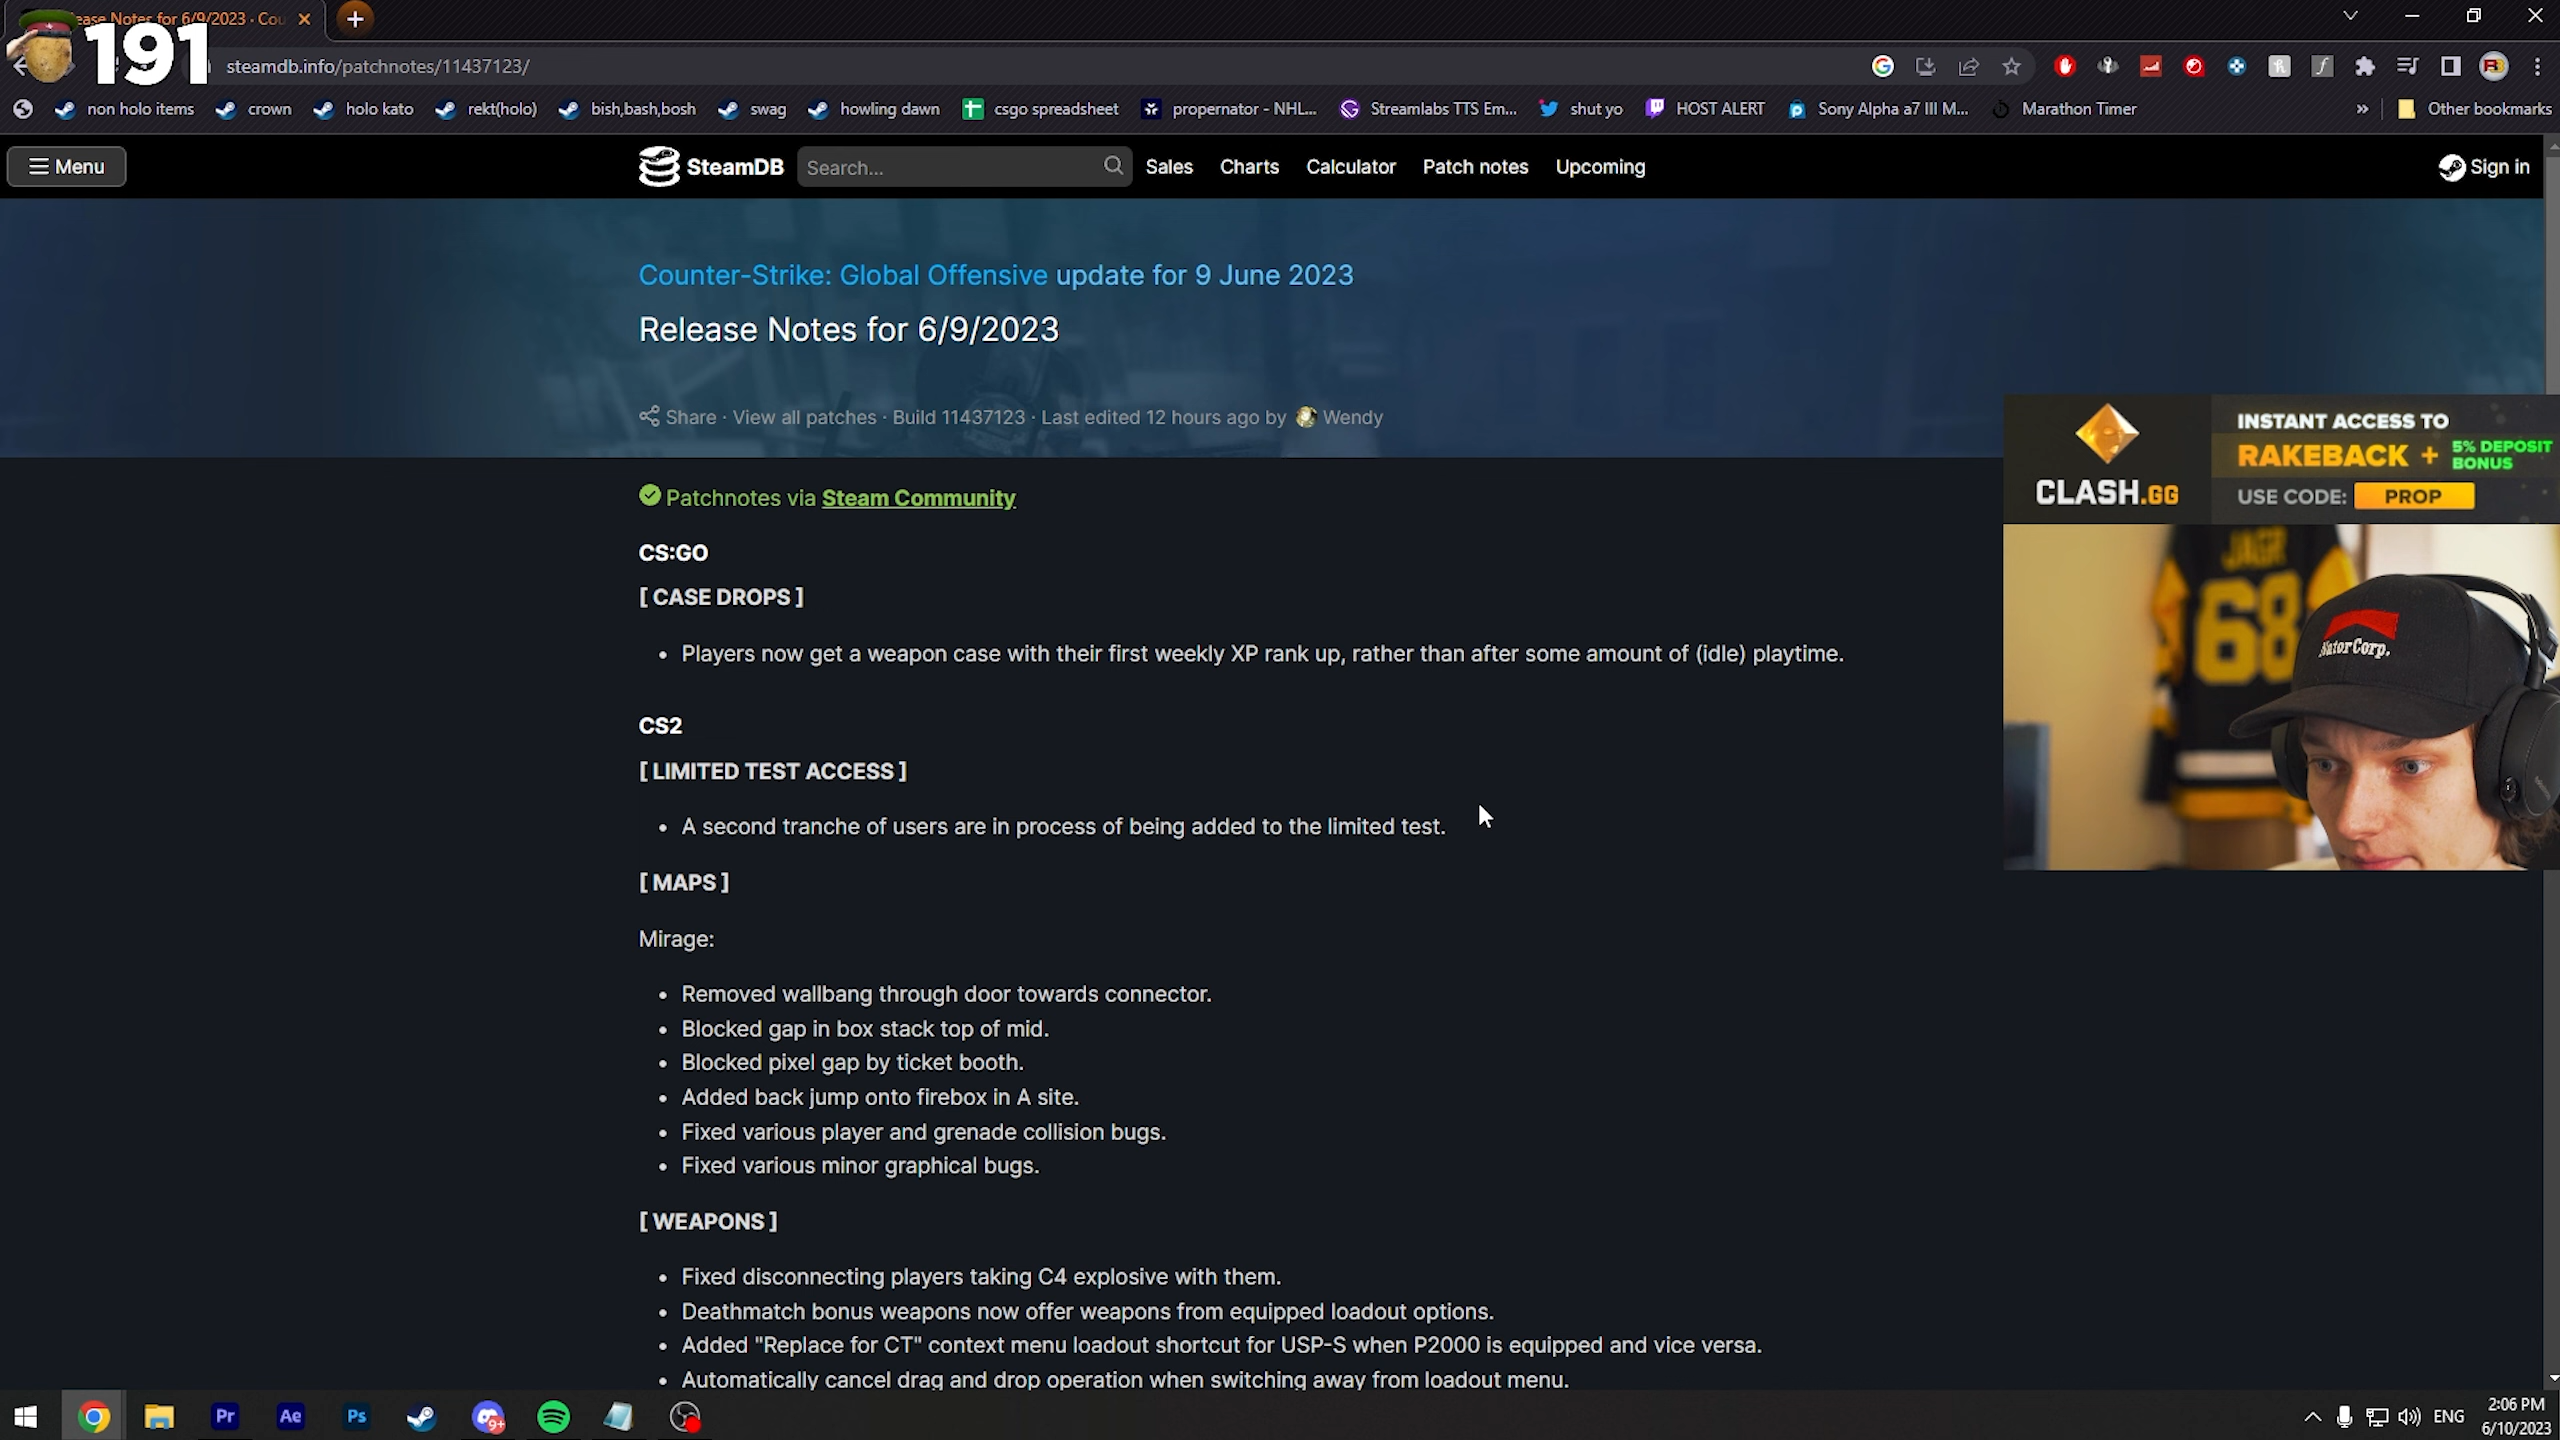 ease Notes for 6/9/2023 · Cou
191
steamdb.info/patchnotes/11437123/
non holo items
crown
holo kato
rekt(holo)
bish,bash,bosh
swag
howling dawn
csgo spreadsheet
propernator - NHL...
Streamlabs TTS Em...
shut yo
HOST ALERT
Sony Alpha a7 III M...
Marathon Timer
»
Other bookmarks
Menu
SteamDB
Search...
Sales
Charts
Calculator
Patch notes
Upcoming
Sign in
Counter-Strike: Global Offensive update for 9 June 2023
Release Notes for 6/9/2023
Share · View all patches · Build 11437123 · Last edited 12 hours ago by Wendy
Patchnotes via Steam Community
CS:GO
[ CASE DROPS ]
• Players now get a weapon case with their first weekly XP rank up, rather than after some amount of (idle) playtime.
CS2
[ LIMITED TEST ACCESS ]
• A second tranche of users are in process of being added to the limited test.
[ MAPS ]
Mirage:
• Removed wallbang through door towards connector.
• Blocked gap in box stack top of mid.
• Blocked pixel gap by ticket booth.
• Added back jump onto firebox in A site.
• Fixed various player and grenade collision bugs.
• Fixed various minor graphical bugs.
[ WEAPONS ]
• Fixed disconnecting players taking C4 explosive with them.
• Deathmatch bonus weapons now offer weapons from equipped loadout options.
• Added "Replace for CT" context menu loadout shortcut for USP-S when P2000 is equipped and vice versa.
• Automatically cancel drag and drop operation when switching away from loadout menu.
CLASH.GG
INSTANT ACCESS TO
RAKEBACK +
5% DEPOSIT
BONUS
USE CODE: PROP
JAGR
68
NatorCorp.
Pr
Ae
Ps
9+
ENG
2:06 PM
6/10/2023